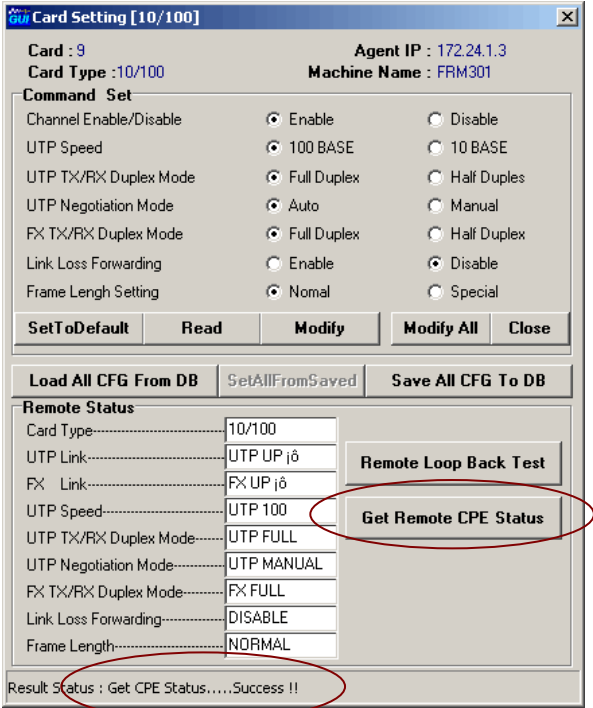 GUI Card Setting [10/100]
Card : 9 Agent IP : 172.24.1.3
Card Type :10/100 Machine Name : FRM301
Command Set
Channel Enable/Disable Enable Disable
UTP Speed 100 BASE 10 BASE
UTP TX/RX Duplex Mode Full Duplex Half Duples
UTP Negotiation Mode Auto Manual
FX TX/RX Duplex Mode Full Duplex Half Duplex
Link Loss Forwarding Enable Disable
Frame Lengh Setting Nomal Special
SetToDefault Read Modify Modify All Close
Load All CFG From DB SetAllFromSaved Save All CFG To DB
Remote Status
Card Type 10/100
UTP Link UTP UP ¡ô
FX Link FX UP ¡ô
UTP Speed UTP 100
UTP TX/RX Duplex Mode UTP FULL
UTP Negotiation Mode UTP MANUAL
FX TX/RX Duplex Mode FX FULL
Link Loss Forwarding DISABLE
Frame Length NORMAL
Remote Loop Back Test
Get Remote CPE Status
Result Status : Get CPE Status.....Success !!